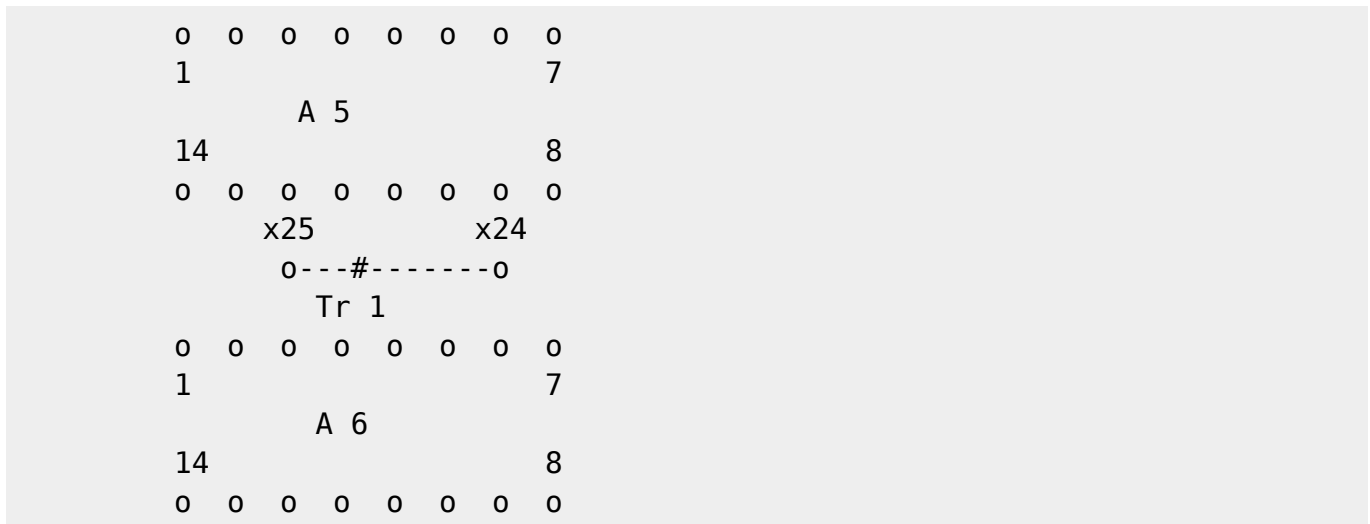 o  o  o  o  o  o  o  o
1                    7
A 5
14                   8
o  o  o  o  o  o  o  o
x25         x24
o---#-------o
Tr 1
o  o  o  o  o  o  o  o
1                    7
A 6
14                   8
o  o  o  o  o  o  o  o